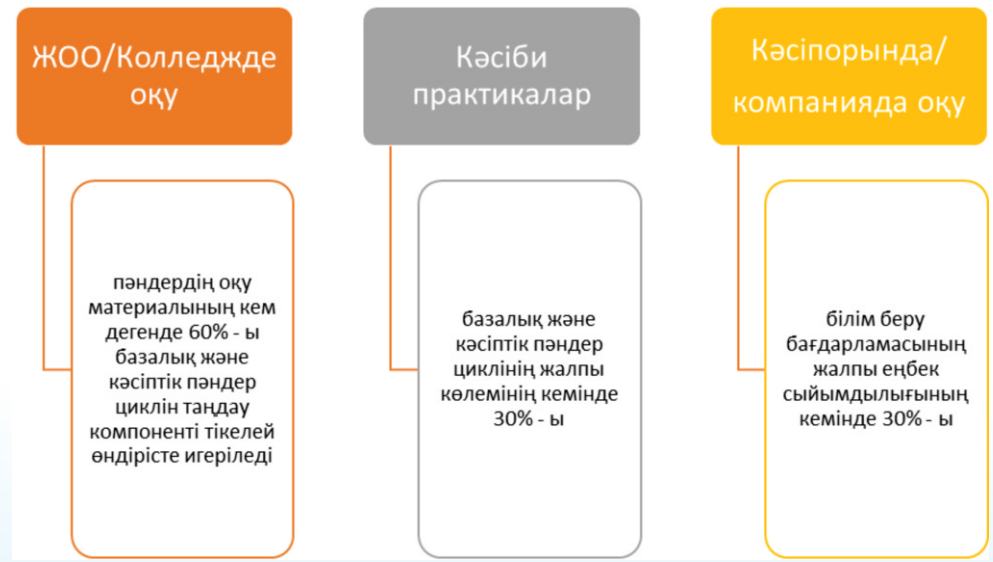 ЖОО/Колледжде
оқу
пәндердің оқу
материалының кем
дегенде 60% - ы
базалық және
кәсіптік пәндер
циклін таңдау
компоненті тікелей
өндірісте игеріледі
Кәсіби
практикалар
базалық және
кәсіптік пәндер
циклінің жалпы
көлемінің кемінде
30% - ы
Кәсіпорында/
компанияда оқу
білім беру
бағдарламасының
жалпы еңбек
сыйымдылығының
кемінде 30% - ы